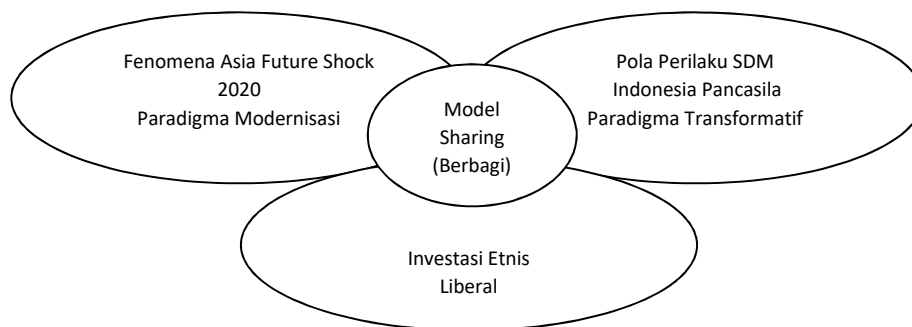 Fenomena Asia Future Shock
2020
Paradigma Modernisasi
Pola Perilaku SDM
Indonesia Pancasila
Paradigma Transformatif
Model
Sharing
(Berbagi)
Investasi Etnis
Liberal